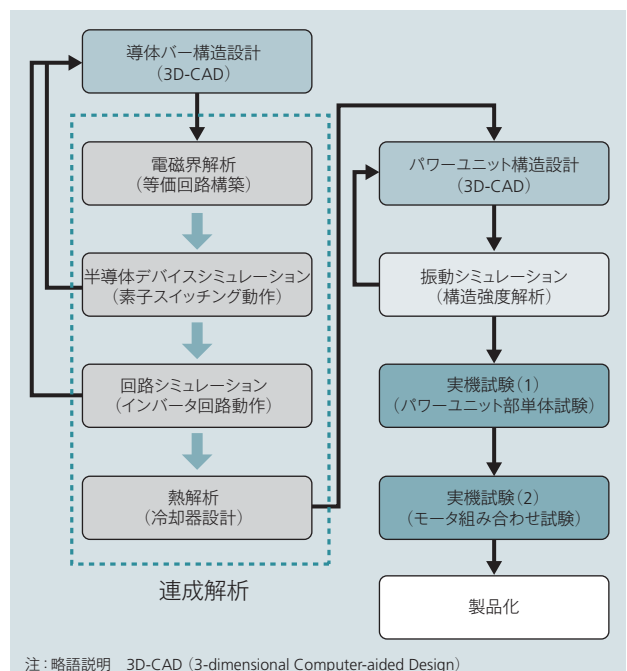 導体バー構造設計
（3D-CAD）
電磁界解析
（等価回路構築）
半導体デバイスシミュレーション
（素子スイッチング動作）
回路シミュレーション
（インバータ回路動作）
熱解析
（冷却器設計）
連成解析
パワーユニット構造設計
（3D-CAD）
振動シミュレーション
（構造強度解析）
実機試験（1）
（パワーユニット部単体試験）
実機試験（2）
（モータ組み合わせ試験）
製品化
注：略語説明　3D-CAD（3-dimensional Computer-aided Design）